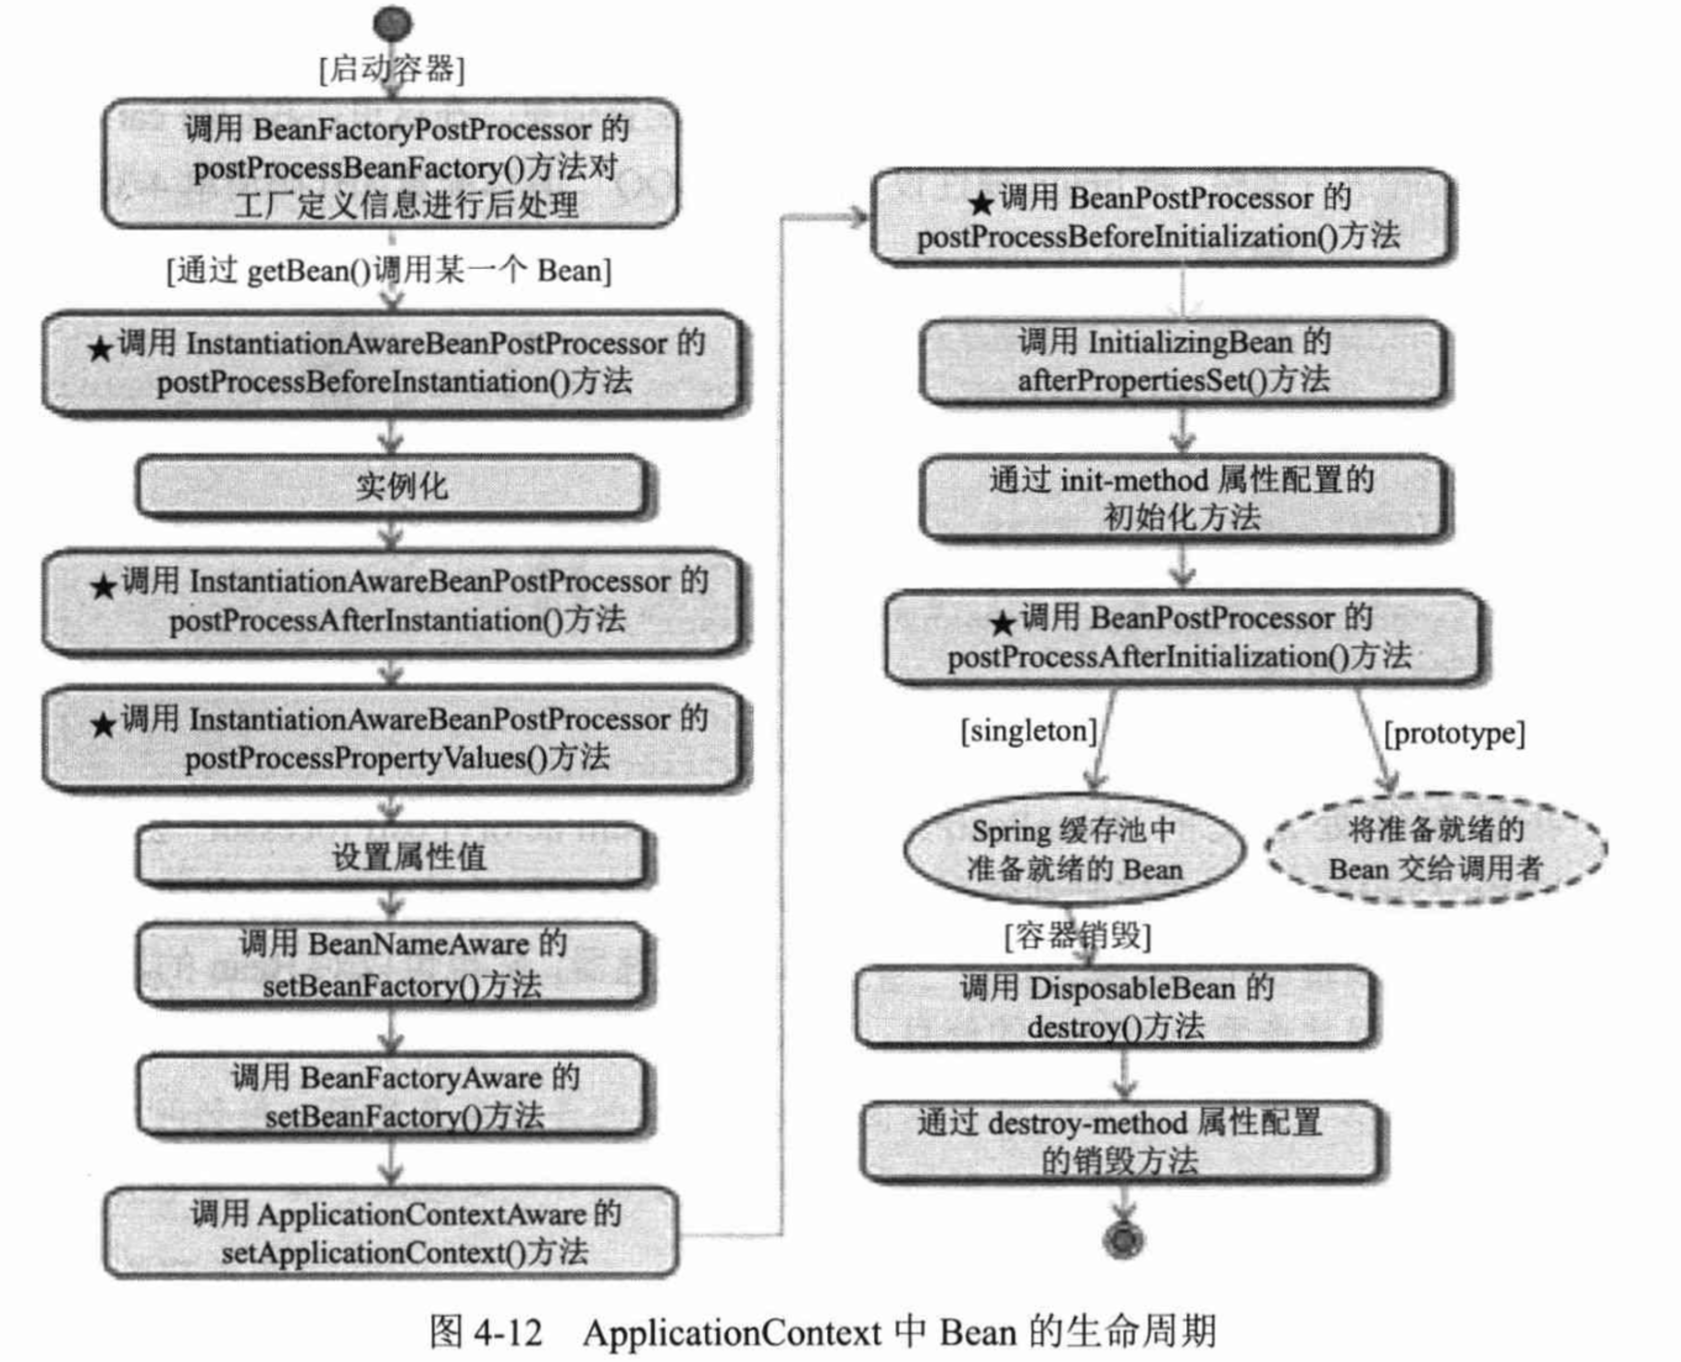 [启动容器]
调用 BeanFactoryPostProcessor 的
postProcessBeanFactory()方法对
工厂定义信息进行后处理
[通过 getBean()调用某一个 Bean]
★调用 InstantiationAwareBeanPostProcessor 的
postProcessBeforeInstantiation()方法
实例化
★调用 InstantiationAwareBeanPostProcessor 的
postProcessAfterInstantiation()方法
★调用 InstantiationAwareBeanPostProcessor 的
postProcessPropertyValues()方法
设置属性值
调用 BeanNameAware 的
setBeanFactory()方法
调用 BeanFactoryAware 的
setBeanFactory()方法
调用 ApplicationContextAware 的
setApplicationContext()方法
★调用 BeanPostProcessor 的
postProcessBeforeInitialization()方法
调用 InitializingBean 的
afterPropertiesSet()方法
通过 init-method 属性配置的
初始化方法
★调用 BeanPostProcessor 的
postProcessAfterInitialization()方法
[singleton]
[prototype]
Spring 缓存池中
准备就绪的 Bean
将准备就绪的
Bean 交给调用者
[容器销毁]
调用 DisposableBean 的
destroy()方法
通过 destroy-method 属性配置
的销毁方法
图 4-12 ApplicationContext 中 Bean 的生命周期